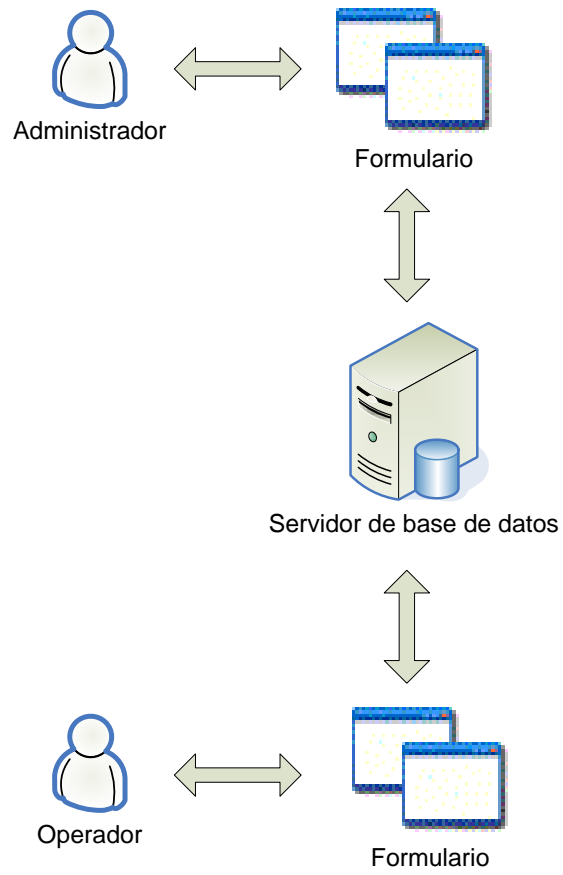 Administrador
Formulario
Servidor de base de datos
Operador
Formulario